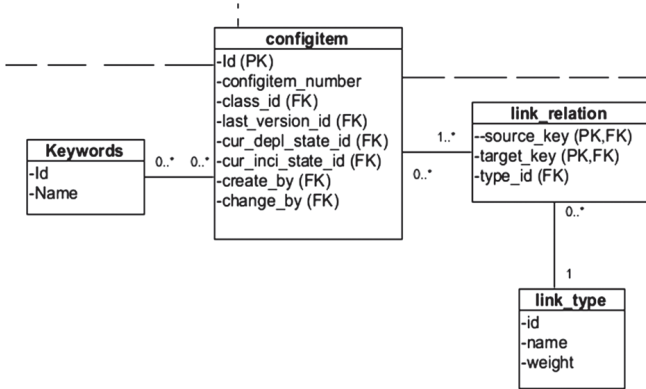 configitem
-Id (PK)
-configitem_number
-class_id (FK)
-last_version_id (FK)
-cur_depl_state_id (FK)
-cur_inci_state_id (FK)
-create_by (FK)
-change_by (FK)
Keywords
-Id
-Name
0..* 0..*
1..*
0..*
link_relation
--source_key (PK,FK)
-target_key (PK,FK)
-type_id (FK)
0..*
1
link_type
-id
-name
-weight